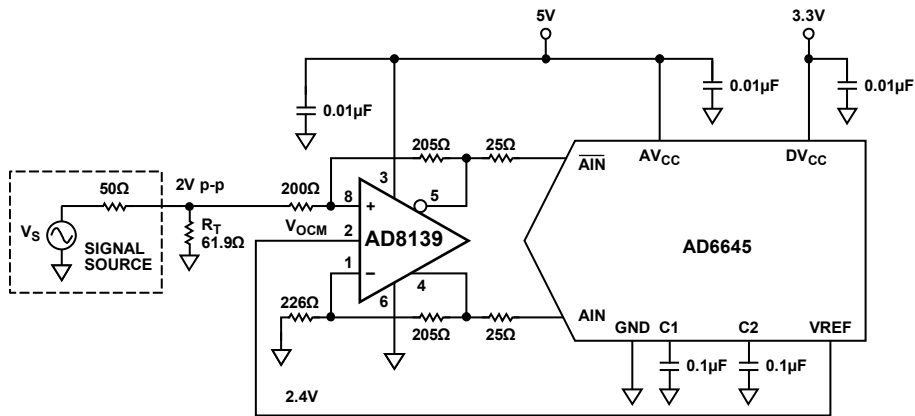 5V
3.3V
0.01µF
0.01µF
0.01µF
205Ω
25Ω
AIN
AVCC
DVCC
50Ω
2V p-p
200Ω
3
5
8
+
VS
SIGNAL
SOURCE
RT
61.9Ω
VOCM
2
AD8139
AD6645
1
−
4
6
226Ω
205Ω
25Ω
AIN
GND
C1
C2
VREF
0.1µF
0.1µF
2.4V